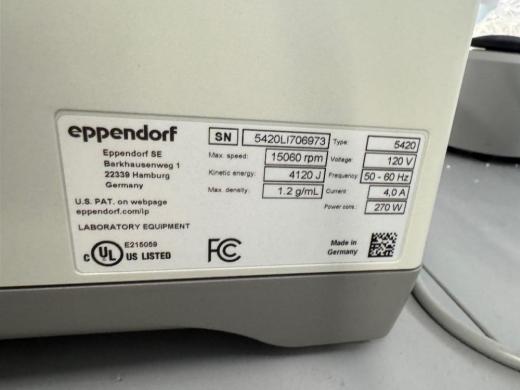 eppendorf
Eppendorf SE
Barkhausenweg 1
22339 Hamburg
Germany
U.S. PAT. on webpage
eppendorf.com/ip
LABORATORY EQUIPMENT
E215059
c UL US LISTED
FC
SN 5420LI706973 Type: 5420
Max. speed: 15060 rpm Voltage: 120 V
Kinetic energy: 4120 J Frequency: 50 - 60 Hz
Max. density: 1.2 g/mL Current: 4,0 A
Power cons.: 270 W
Made in
Germany